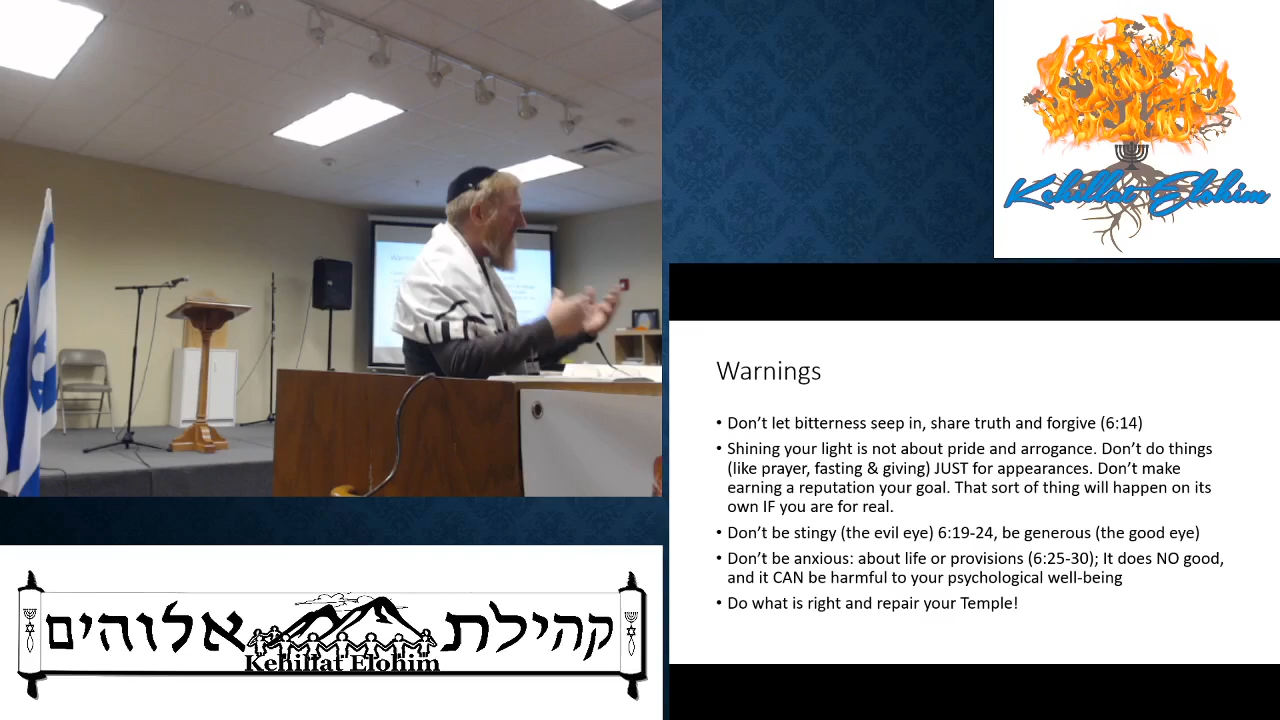 Kehillat Elohim
Warnings
• Don’t let bitterness seep in, share truth and forgive (6:14)
• Shining your light is not about pride and arrogance. Don’t do things
(like prayer, fasting & giving) JUST for appearances. Don’t make
earning a reputation your goal. That sort of thing will happen on its
own IF you are for real.
• Don’t be stingy (the evil eye) 6:19-24, be generous (the good eye)
• Don’t be anxious: about life or provisions (6:25-30); It does NO good,
and it CAN be harmful to your psychological well-being
• Do what is right and repair your Temple!
קהילת אלוהים
Kehillat Elohim